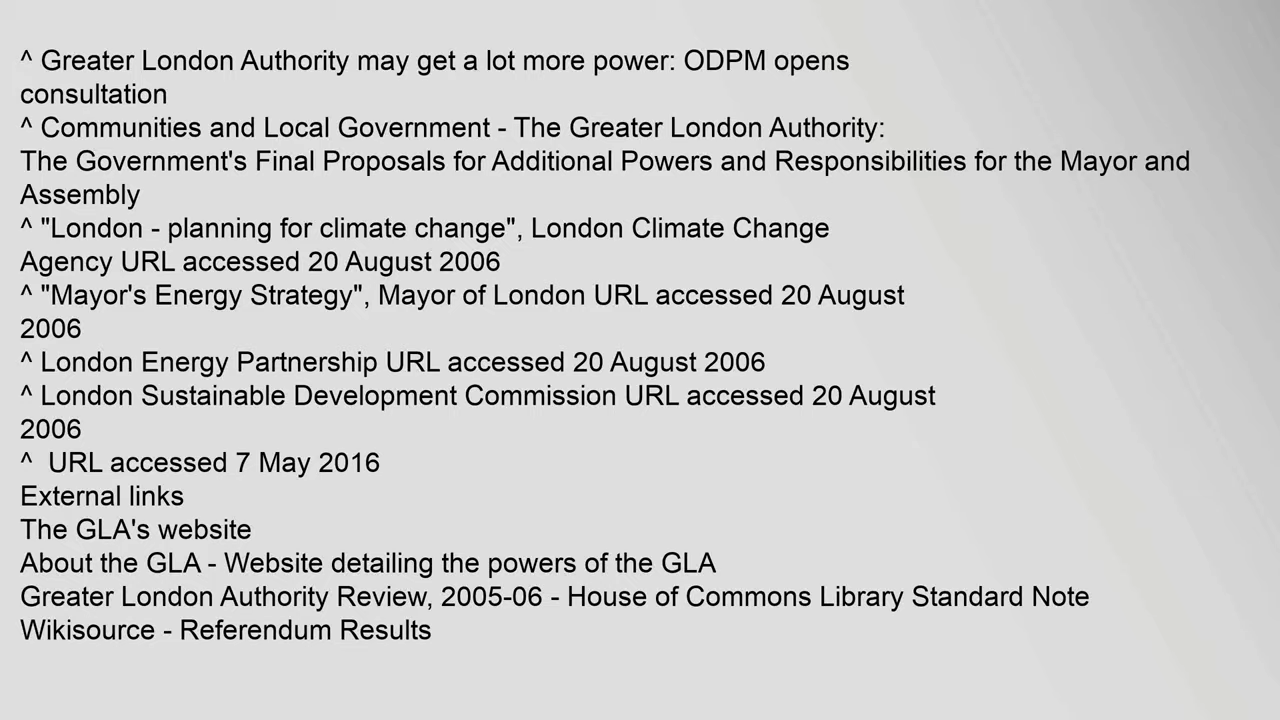 ^ Greater London Authority may get a lot more power: ODPM opens
consultation
^ Communities and Local Government - The Greater London Authority:
The Government's Final Proposals for Additional Powers and Responsibilities for the Mayor and
Assembly
^ "London - planning for climate change", London Climate Change
Agency URL accessed 20 August 2006
^ "Mayor's Energy Strategy", Mayor of London URL accessed 20 August
2006
^ London Energy Partnership URL accessed 20 August 2006
^ London Sustainable Development Commission URL accessed 20 August
2006
^  URL accessed 7 May 2016
External links
The GLA's website
About the GLA - Website detailing the powers of the GLA
Greater London Authority Review, 2005-06 - House of Commons Library Standard Note
Wikisource - Referendum Results